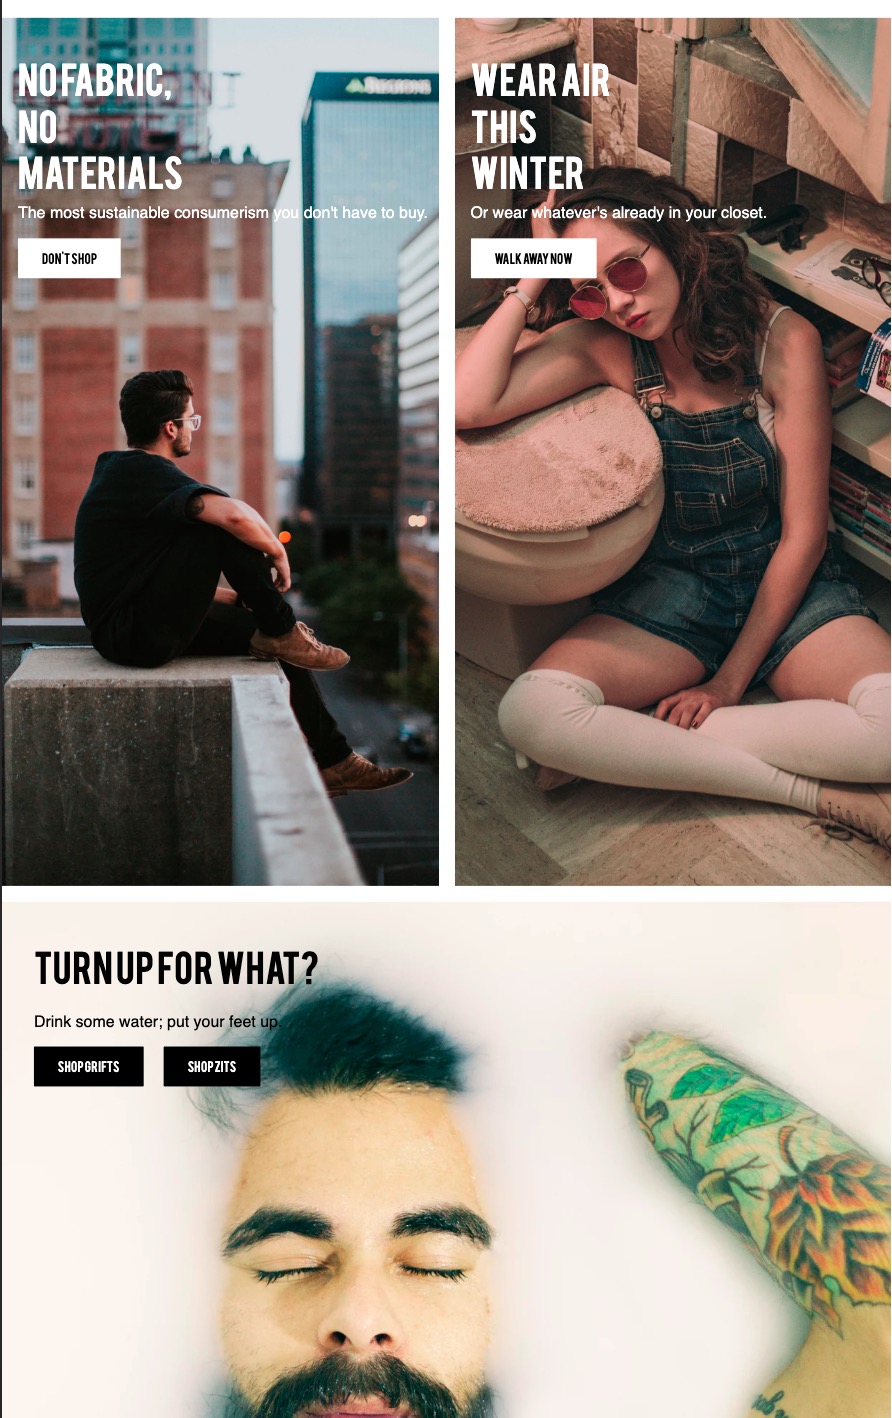 NO FABRIC,
NO
MATERIALS
The most sustainable consumerism you don't have to buy.
DON'T SHOP
REGIONS
WEAR AIR
THIS
WINTER
Or wear whatever's already in your closet.
WALK AWAY NOW
TURN UP FOR WHAT?
Drink some water; put your feet up.
SHOP GRIFTS
SHOP ZITS